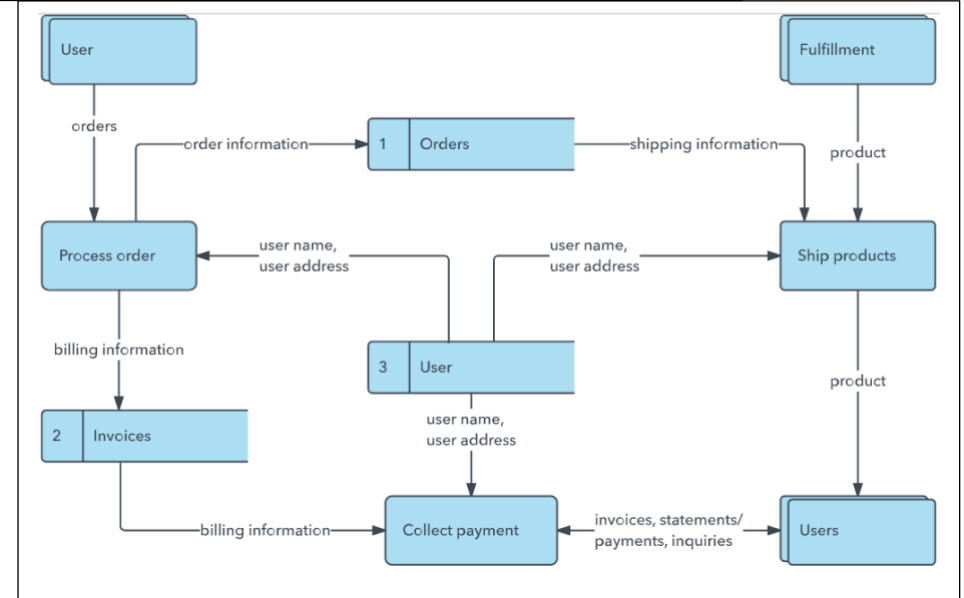 User
Fulfillment
orders
order information
1 Orders
shipping information
product
Process order
user name,
user address
user name,
user address
Ship products
billing information
3 User
product
2 Invoices
user name,
user address
billing information
Collect payment
invoices, statements/
payments, inquiries
Users